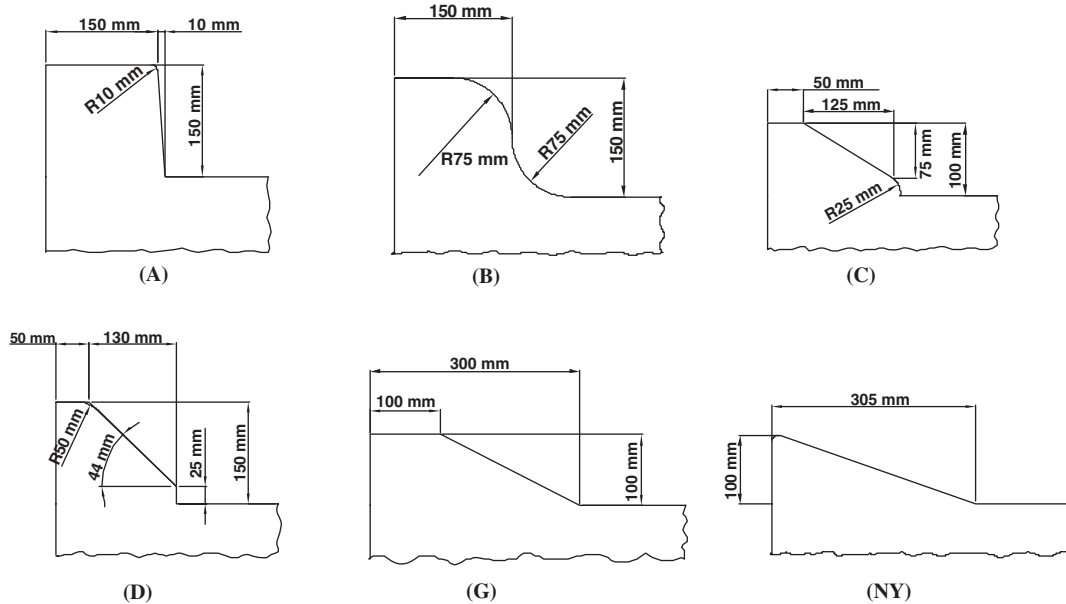 150 mm 10 mm
R10 mm
150 mm
(A)
150 mm
R75 mm
R75 mm
150 mm
(B)
50 mm
125 mm
75 mm
100 mm
R25 mm
(C)
50 mm 130 mm
R50 mm
44 mm
25 mm
150 mm
(D)
300 mm
100 mm
100 mm
(G)
305 mm
100 mm
(NY)